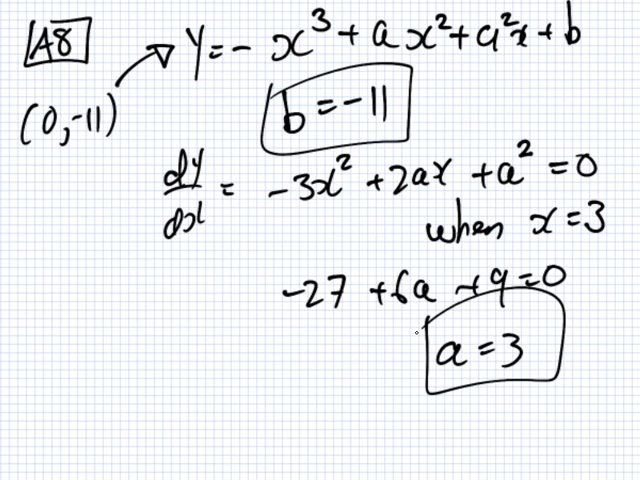 A8
y = - x³ + ax² + a²x + b
(0,-11)
b = -11
dy/dx = -3x² + 2ax + a² = 0
when x = 3
-27 + 6a + 9 = 0
a = 3